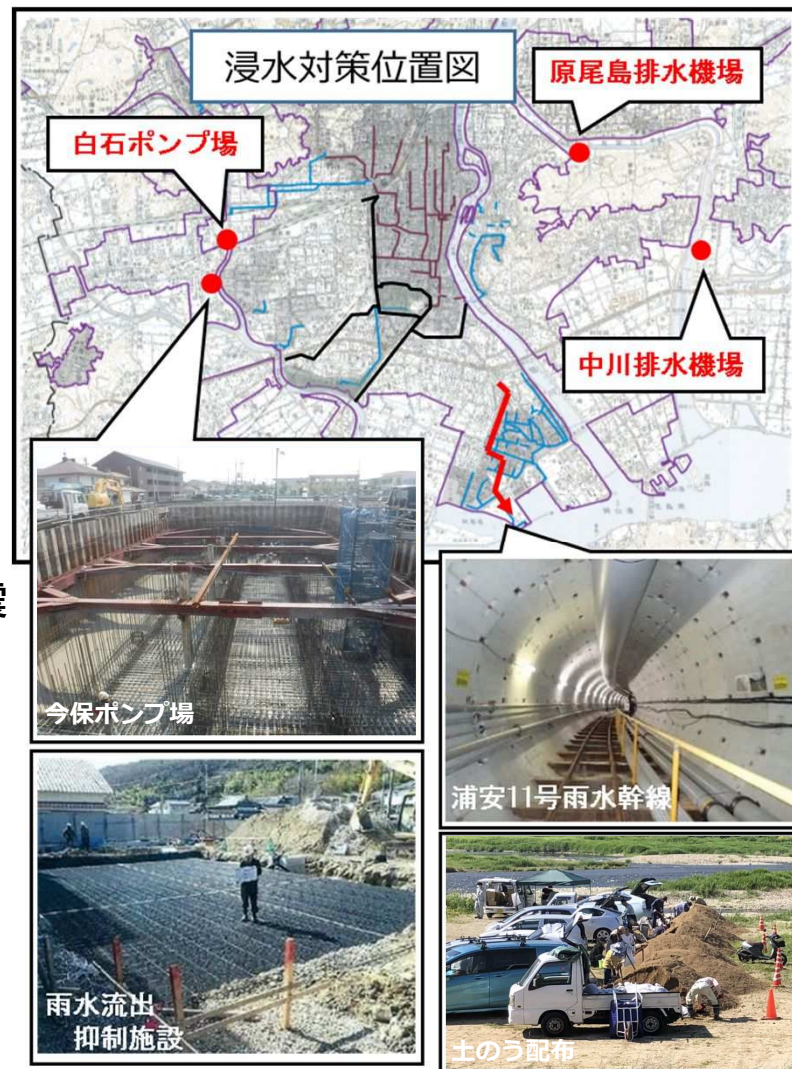 浸水対策位置図
原尾島排水機場
白石ポンプ場
中川排水機場
今保ポンプ場
浦安11号雨水幹線
雨水流出
抑制施設
土のう配布